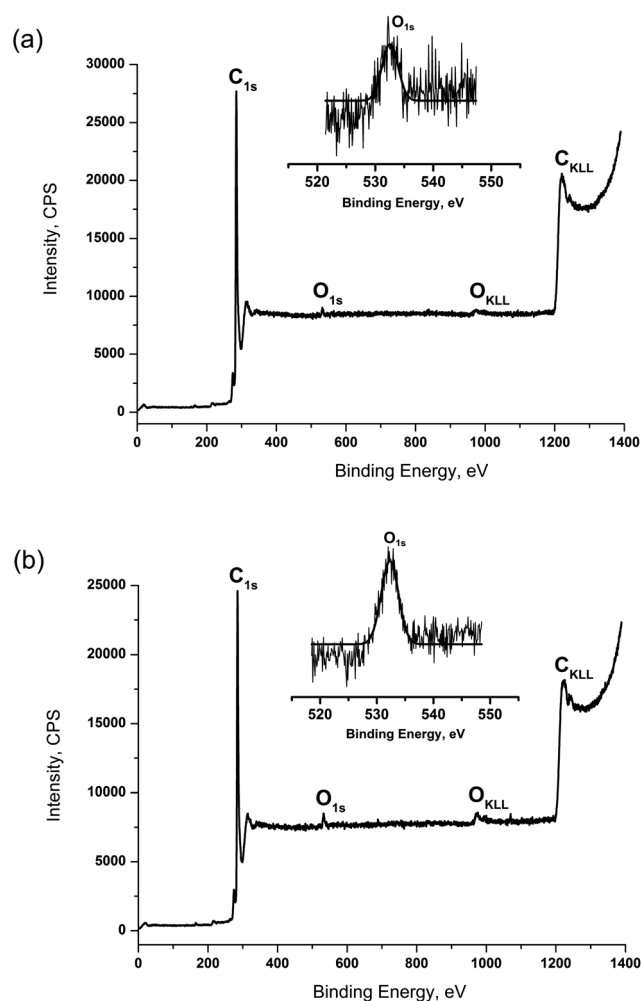 (a)
O1s
520 530 540 550
Binding Energy, eV
C1s
CKLL
O1s
OKLL
30000
25000
20000
15000
10000
5000
0
Intensity, CPS
0 200 400 600 800 1000 1200 1400
Binding Energy, eV
(b)
O1s
520 530 540 550
Binding Energy, eV
C1s
CKLL
O1s
OKLL
25000
20000
15000
10000
5000
0
Intensity, CPS
0 200 400 600 800 1000 1200 1400
Binding Energy, eV